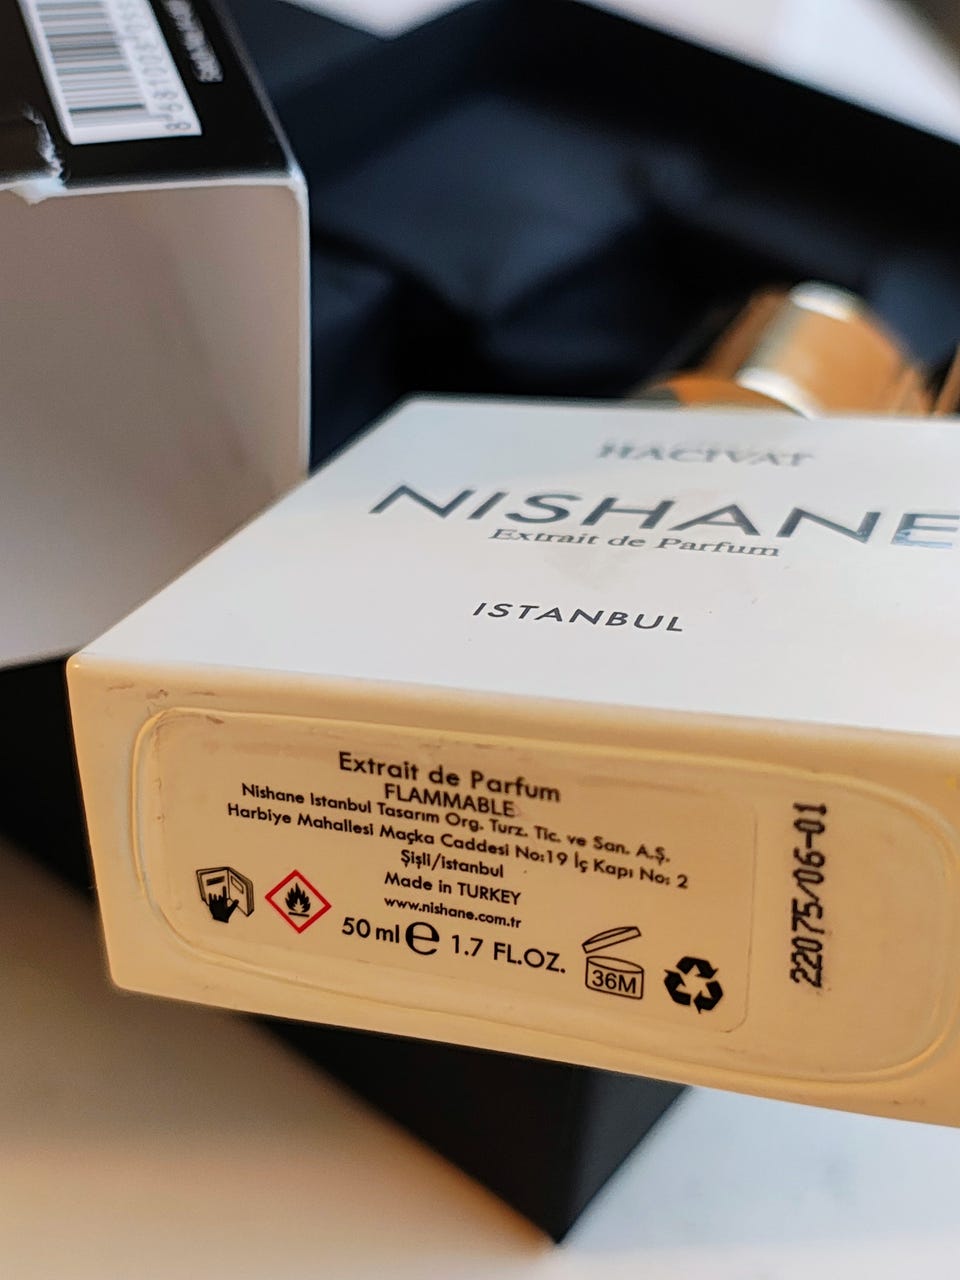 HACIVAT
NISHANE
Extrait de Parfum
ISTANBUL
Extrait de Parfum
FLAMMABLE
Nishane Istanbul Tasarım Org. Turz. Tic. ve San. A.Ş.
Harbiye Mahallesi Maçka Caddesi No:19 İç Kapı No: 2
Şişli/istanbul
Made in TURKEY
www.nishane.com.tr
50 ml e 1.7 FL.OZ.
36M
22075/06-01